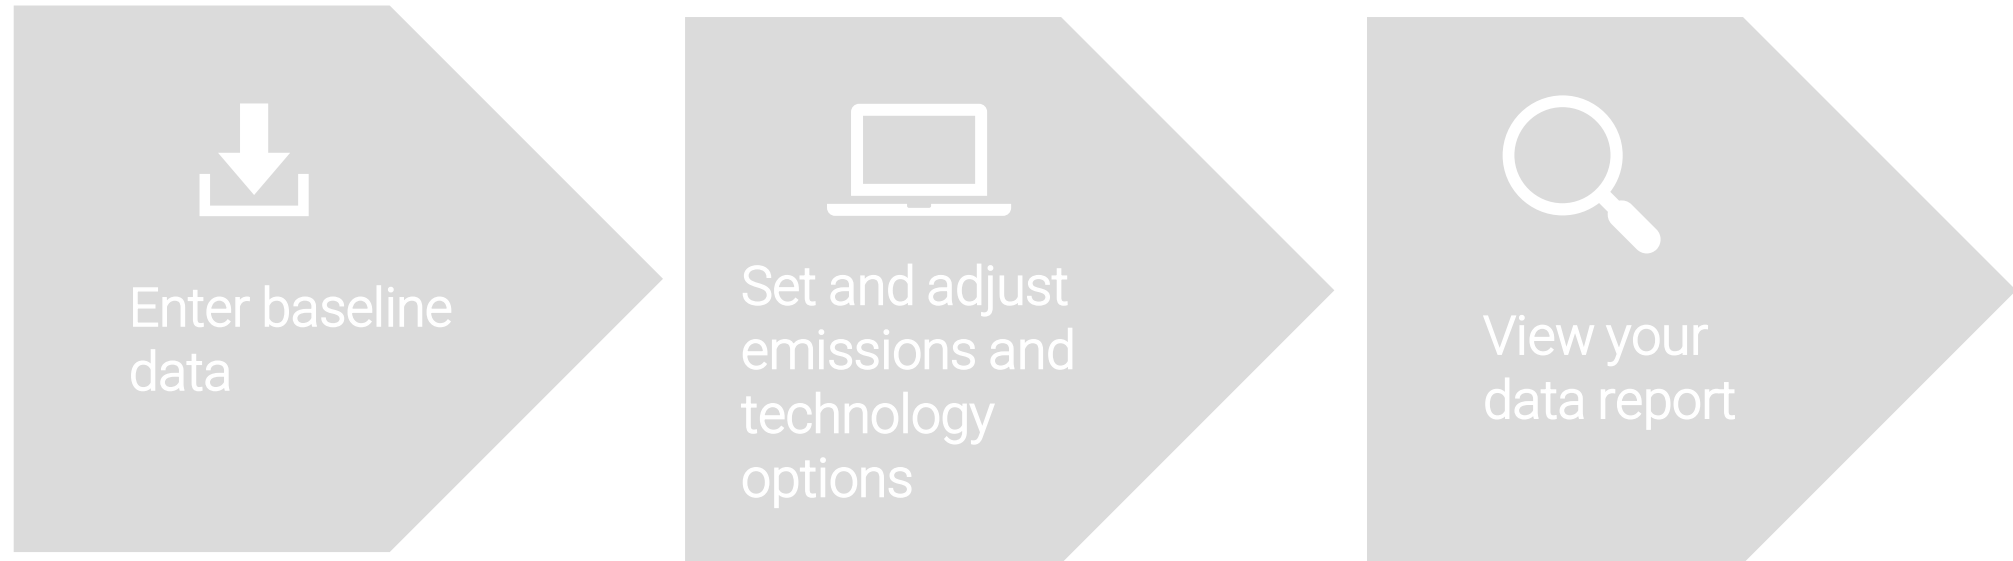 Enter baseline
data
Set and adjust
emissions and
technology
options
View your
data report